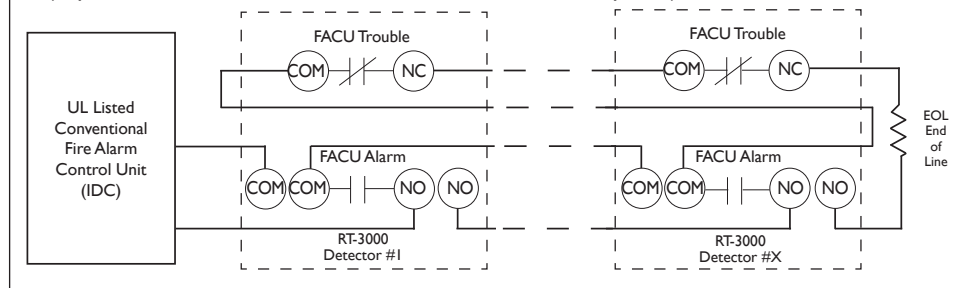 FACU Trouble
COM
NC
FACU Trouble
COM
NC
UL Listed
Conventional
Fire Alarm
Control Unit
(IDC)
EOL
End
of
Line
FACU Alarm
COM
COM
NO
NO
FACU Alarm
COM
COM
NO
NO
RT-3000
Detector #1
RT-3000
Detector #X